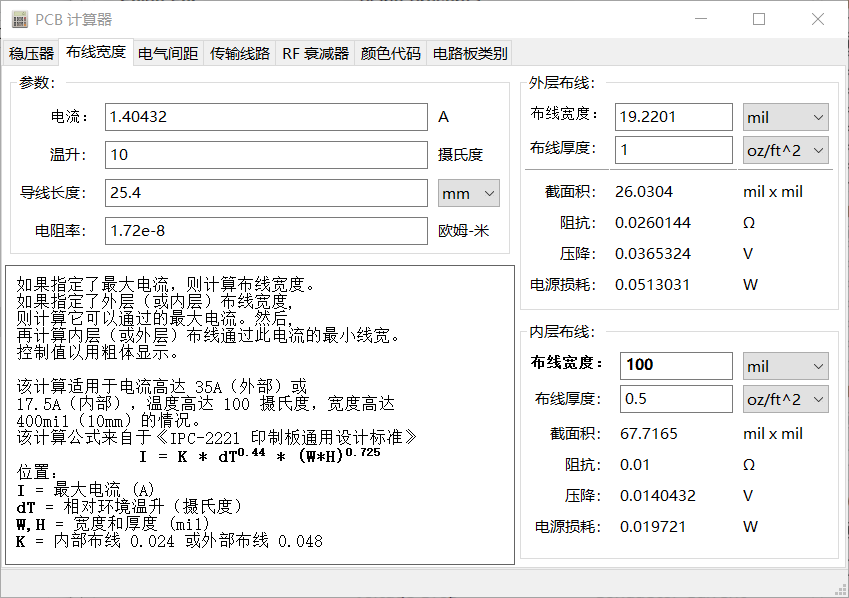 PCB 计算器
稳压器 布线宽度 电气间距 传输线路 RF 衰减器 颜色代码 电路板类别
参数:
电流: 1.40432 A
温升: 10 摄氏度
导线长度: 25.4 mm
电阻率: 1.72e-8 欧姆-米
如果指定了最大电流，则计算布线宽度。
如果指定了外层（或内层）布线宽度,
则计算它可以通过的最大电流。然后,
再计算内层（或外层）布线通过此电流的最小线宽。
控制值以用粗体显示。
该计算适用于电流高达 35A（外部）或
17.5A（内部）, 温度高达 100 摄氏度，宽度高达
400mil（10mm）的情况。
该计算公式来自于《IPC-2221 印制板通用设计标准》
I = K * dT0.44 * (W*H)0.725
位置:
I = 最大电流 (A)
dT = 相对环境温升（摄氏度）
W,H = 宽度和厚度 (mil)
K = 内部布线 0.024 或外部布线 0.048
外层布线:
布线宽度: 19.2201 mil
布线厚度: 1 oz/ft^2
截面积: 26.0304 mil x mil
阻抗: 0.0260144 Ω
压降: 0.0365324 V
电源损耗: 0.0513031 W
内层布线:
布线宽度: 100 mil
布线厚度: 0.5 oz/ft^2
截面积: 67.7165 mil x mil
阻抗: 0.01 Ω
压降: 0.0140432 V
电源损耗: 0.019721 W